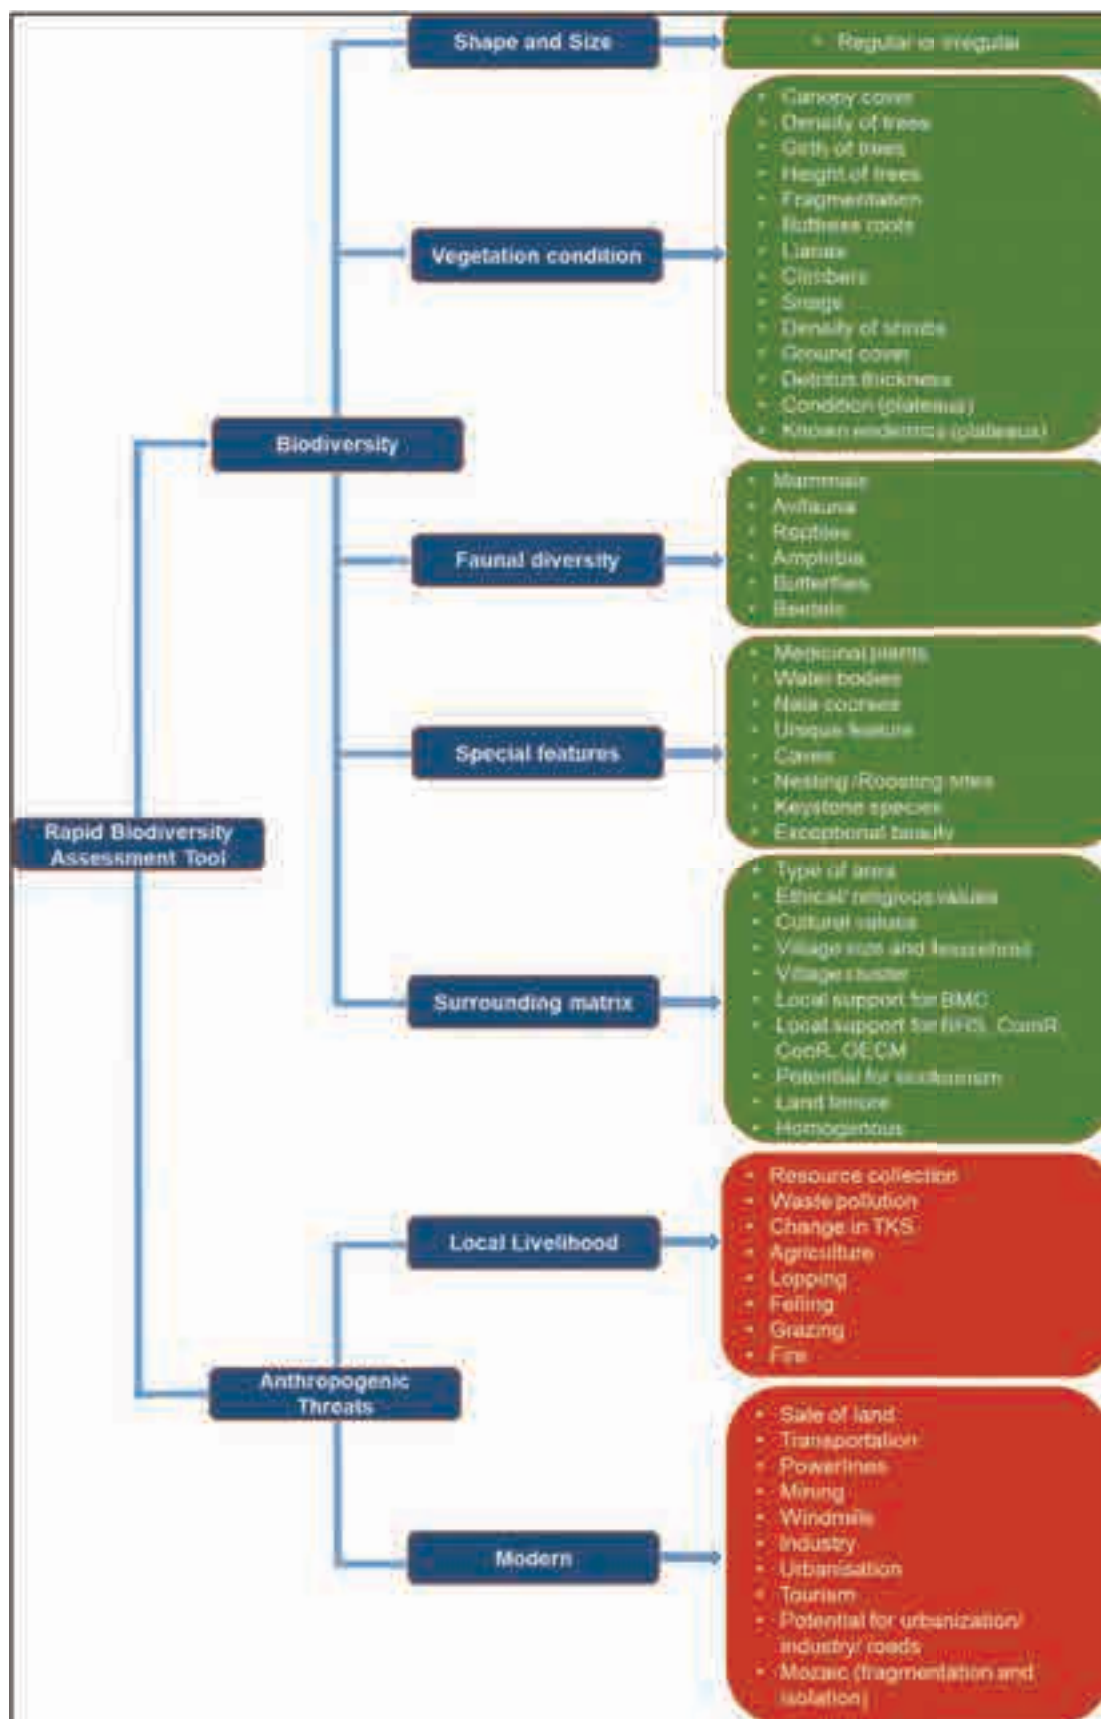 Shape and Size
• Regular or irregular
• Canopy cover
• Density of trees
• Girth of trees
• Height of trees
• Fragmentation
• Buttress roots
• Lianas
• Climbers
• Snags
• Density of shrubs
• Ground cover
• Detritus thickness
• Condition (plateaus)
• Known endemics (plateaus)
Vegetation condition
Biodiversity
• Mammals
• Avifauna
• Reptiles
• Amphibia
• Butterflies
Faunal diversity
• Medicinal plants
• Water bodies
• Nala courses
• Unique feature
• Caves
• Nesting /Roosting sites
• Keystone species
• Exceptional beauty
Special features
Rapid Biodiversity
Assessment Tool
• Type of area
• Ethical/ religious values
• Cultural values
• Village size and
• Village cluster
• Local support for BMC
• Local support for BHS, ComR,
ConR, OECM
• Potential for
• Land tenure
• Homogenous
Surrounding matrix
• Resource collection
• Waste pollution
• Change in TKS
• Agriculture
• Lopping
• Felling
• Grazing
• Fire
Local Livelihood
Anthropogenic
Threats
• Sale of land
• Transportation
• Powerlines
• Mining
• Windmills
• Industry
• Urbanisation
• Tourism
• Potential for urbanization/
industry/ roads
• Mozaic (fragmentation and
isolation)
Modern